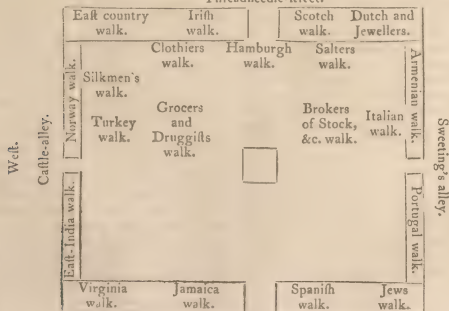 Threadneedle street.
Eaſt country walk.
Iriſh walk.
Scotch walk.
Dutch and Jewellers.
Clothiers walk.
Hamburgh walk.
Salters walk.
Silkmen's walk.
Norway walk.
Armenian walk.
Turkey walk.
Grocers and Druggiſts walk.
Brokers of Stock, &c. walk.
Italian walk.
Weſt.
Caſtle-alley.
Sweeting's alley.
Eaſt-India walk.
Portugal walk.
Virginia walk.
Jamaica walk.
Spaniſh walk.
Jews walk.